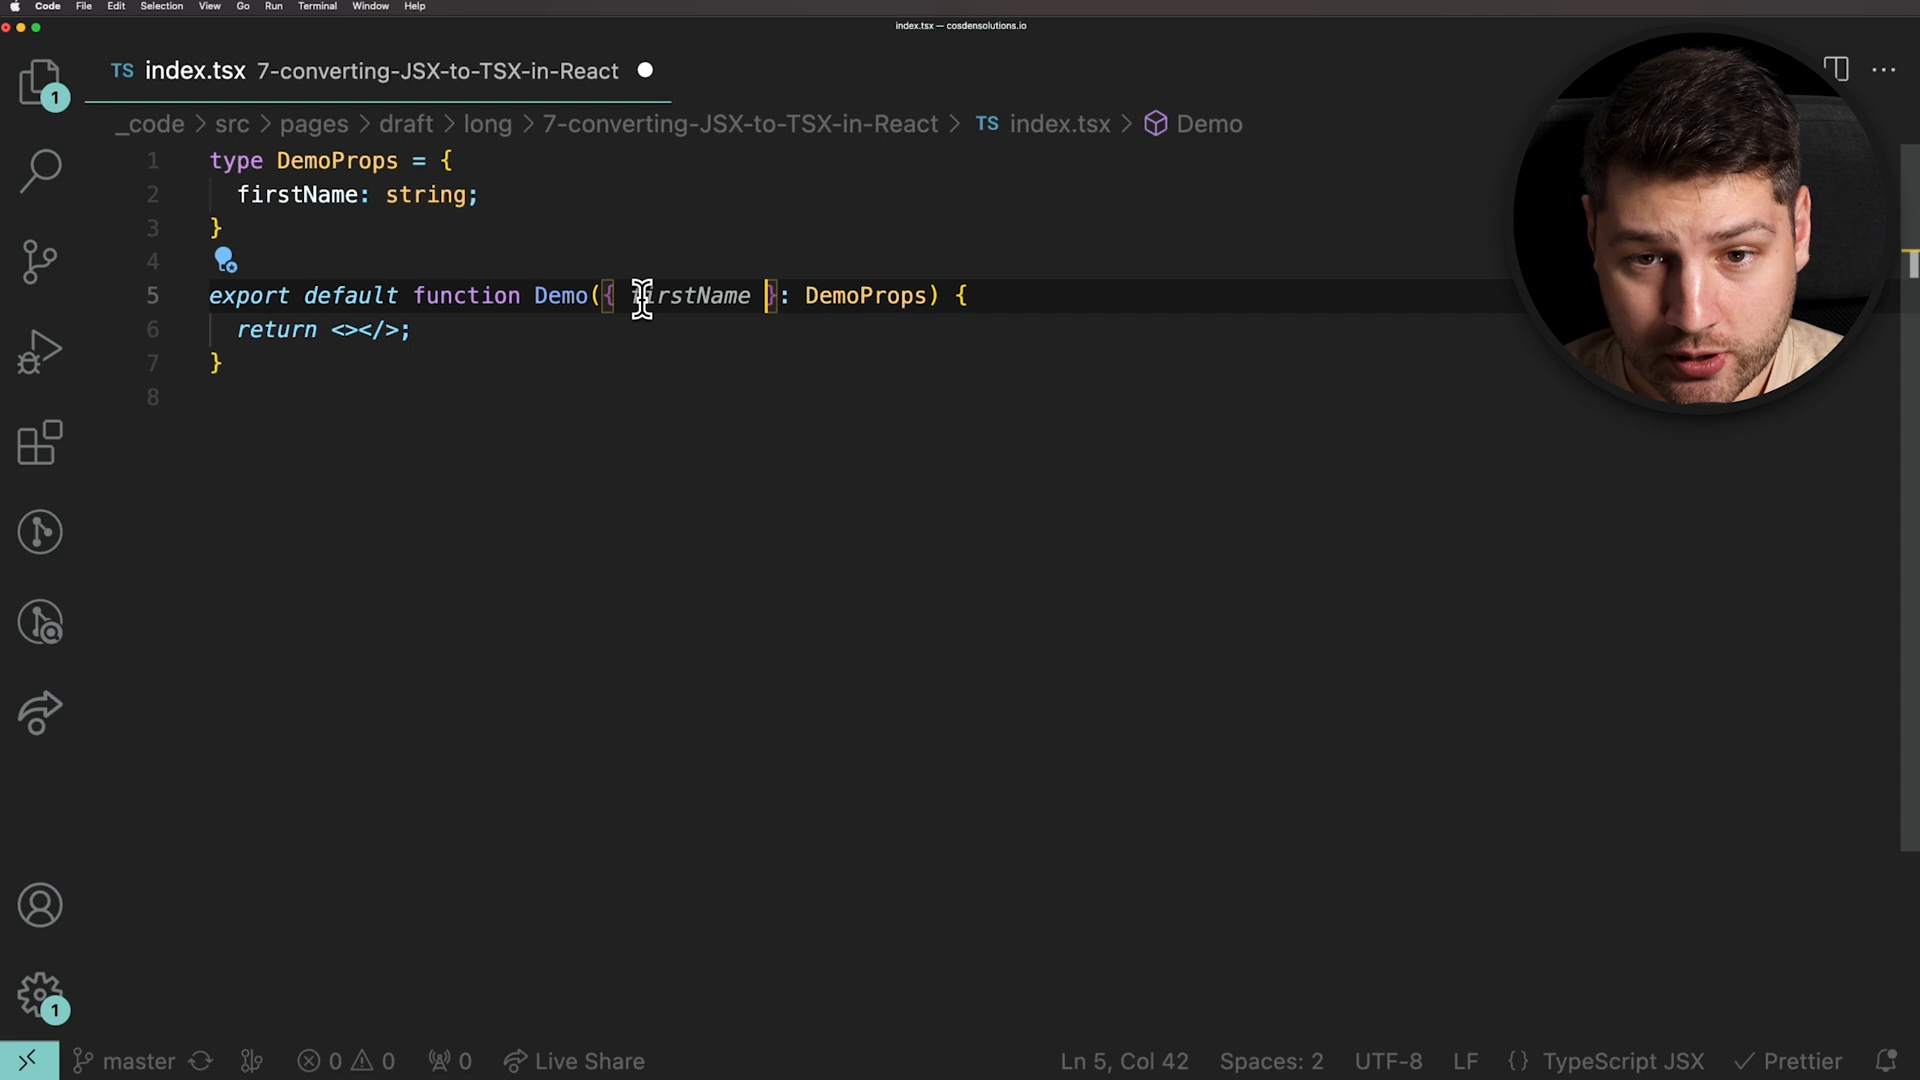 Code File Edit Selection View Go Run Terminal Window Help
index.tsx — cosdensolutions.io
TS index.tsx 7-converting-JSX-to-TSX-in-React
_code > src > pages > draft > long > 7-converting-JSX-to-TSX-in-React > TS index.tsx > Demo
1 type DemoProps = {
2 firstName: string;
3 }
4
5 export default function Demo({ firstName }: DemoProps) {
6 return <></>;
7 }
8
1
1
master 0 0 0 Live Share Ln 5, Col 42 Spaces: 2 UTF-8 LF {} TypeScript JSX Prettier